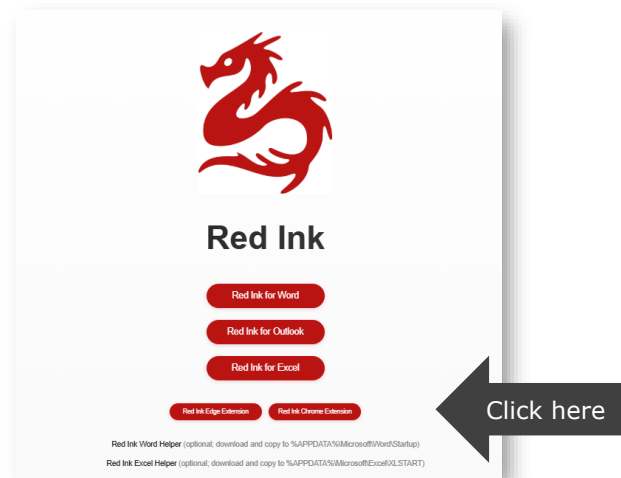 Red Ink
Red Ink for Word
Red Ink for Outlook
Red Ink for Excel
Red Ink Edge Extension Red Ink Chrome Extension
Click here
Red Ink Word Helper (optional; download and copy to %APPDATA%\Microsoft\Word\Startup)
Red Ink Excel Helper (optional; download and copy to %APPDATA%\Microsoft\Excel\XLSTART)